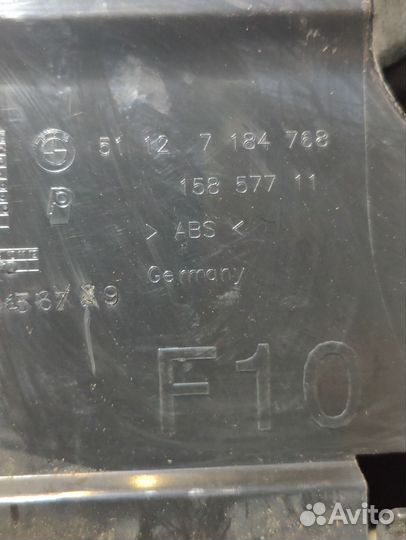 51 12 7 184 768
158 577 11
> ABS <
Germany
F10
Avito